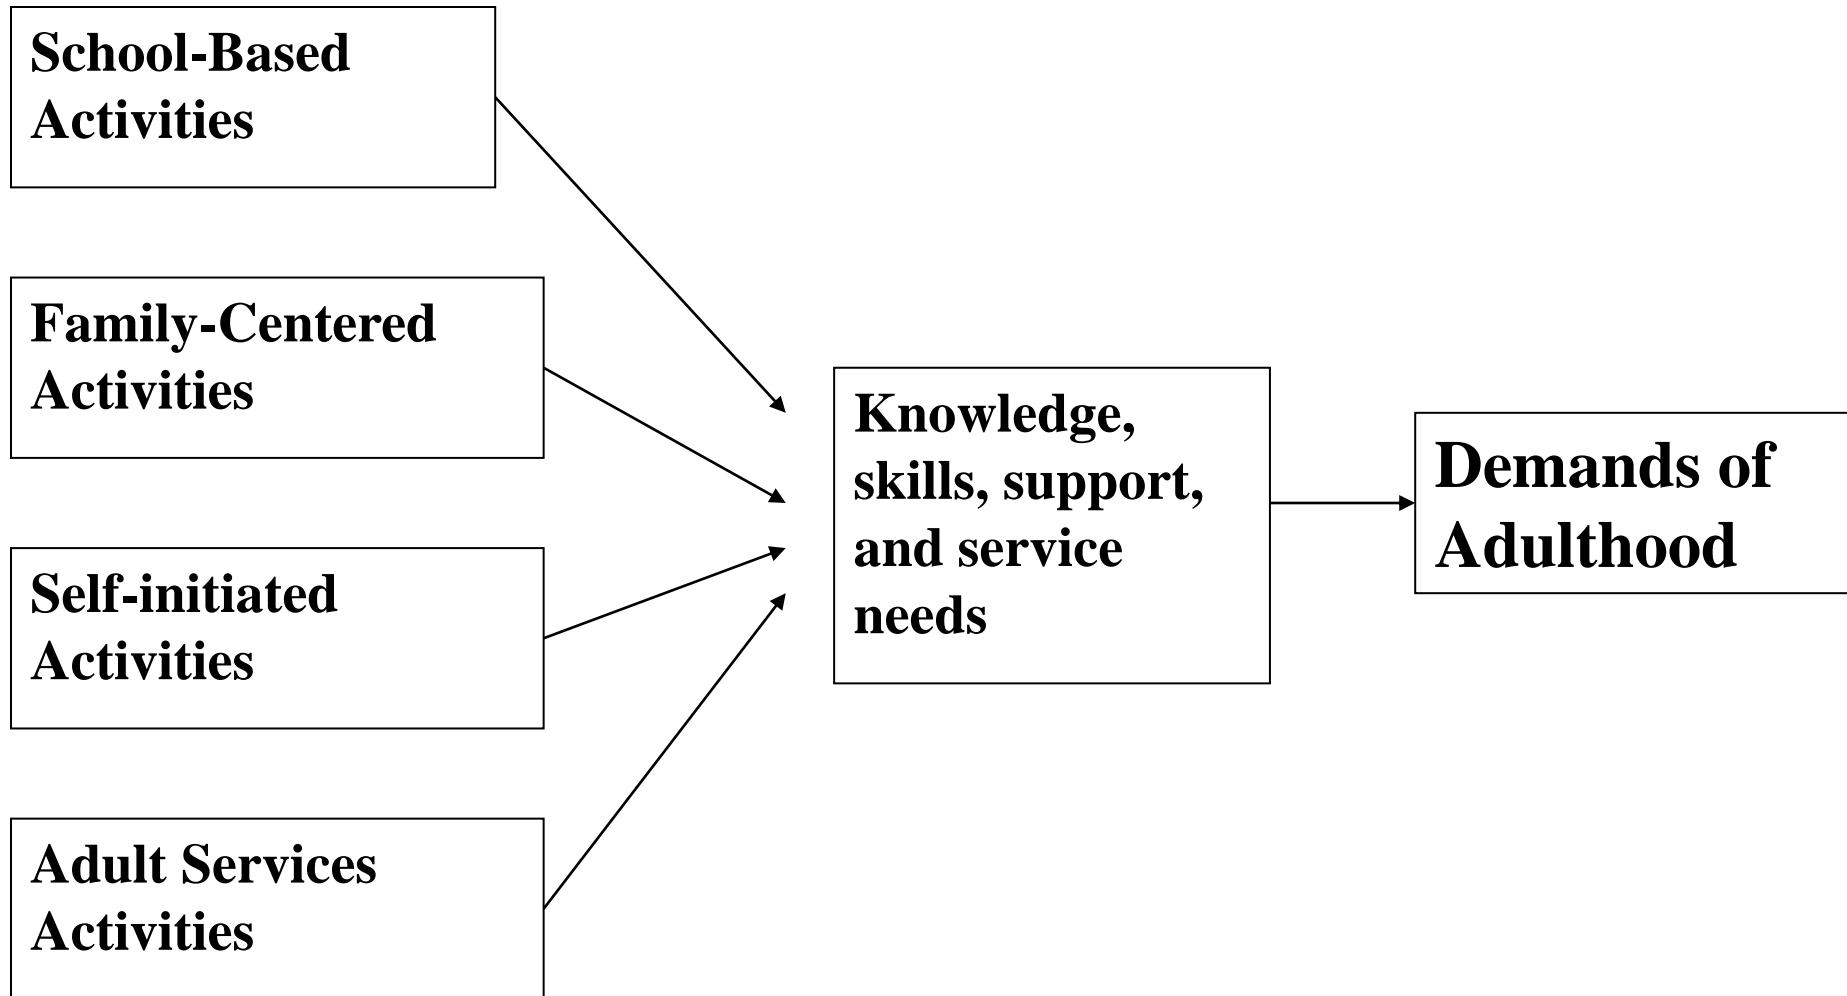 School-Based
Activities
Family-Centered
Activities
Self-initiated
Activities
Adult Services
Activities
Knowledge,
skills, support,
and service
needs
Demands of
Adulthood